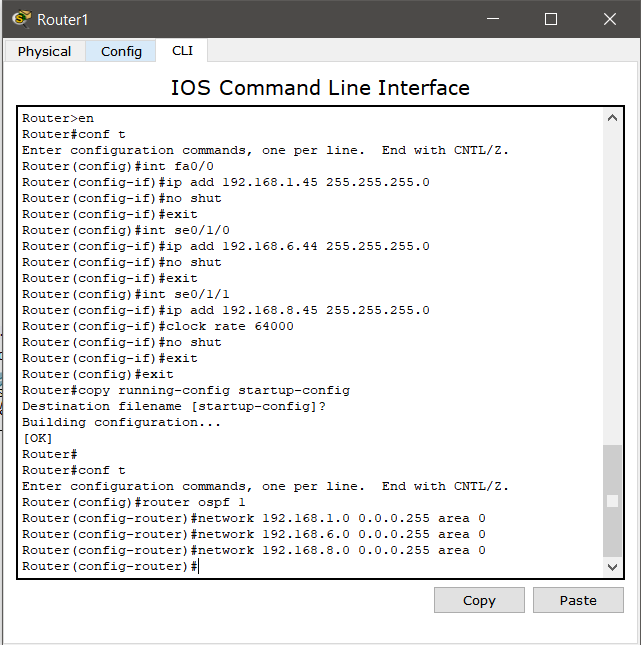 Router1
Physical Config CLI
IOS Command Line Interface
Router>en
Router#conf t
Enter configuration commands, one per line.  End with CNTL/Z.
Router(config)#int fa0/0
Router(config-if)#ip add 192.168.1.45 255.255.255.0
Router(config-if)#no shut
Router(config-if)#exit
Router(config)#int se0/1/0
Router(config-if)#ip add 192.168.6.44 255.255.255.0
Router(config-if)#no shut
Router(config-if)#exit
Router(config)#int se0/1/1
Router(config-if)#ip add 192.168.8.45 255.255.255.0
Router(config-if)#clock rate 64000
Router(config-if)#no shut
Router(config-if)#exit
Router(config)#exit
Router#copy running-config startup-config
Destination filename [startup-config]?
Building configuration...
[OK]
Router#
Router#conf t
Enter configuration commands, one per line.  End with CNTL/Z.
Router(config)#router ospf 1
Router(config-router)#network 192.168.1.0 0.0.0.255 area 0
Router(config-router)#network 192.168.6.0 0.0.0.255 area 0
Router(config-router)#network 192.168.8.0 0.0.0.255 area 0
Router(config-router)#
Copy Paste